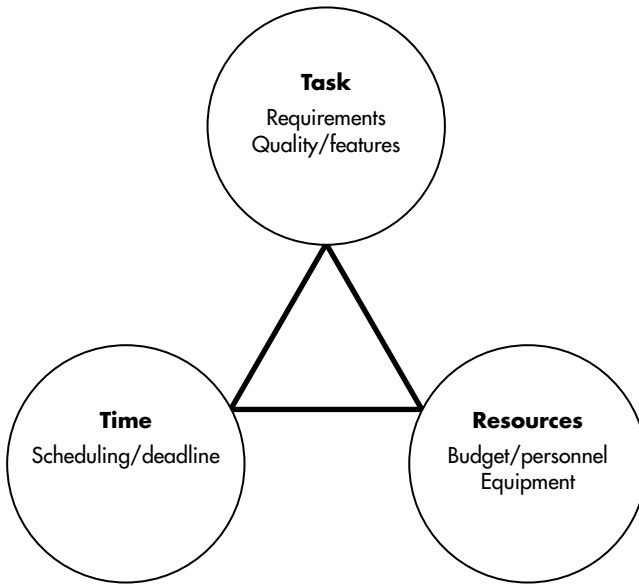 Task
Requirements
Quality/features
Time
Scheduling/deadline
Resources
Budget/personnel
Equipment